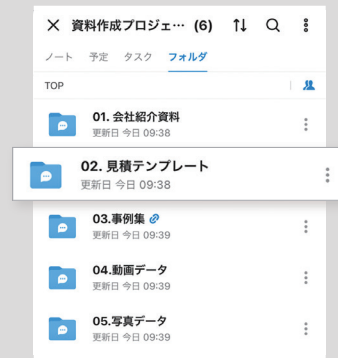 資料作成プロジェ… (6)
ノート 予定 タスク フォルダ
TOP
01. 会社紹介資料
更新日 今日 09:38
02. 見積テンプレート
更新日 今日 09:38
03.事例集
更新日 今日 09:39
04.動画データ
更新日 今日 09:39
05.写真データ
更新日 今日 09:39